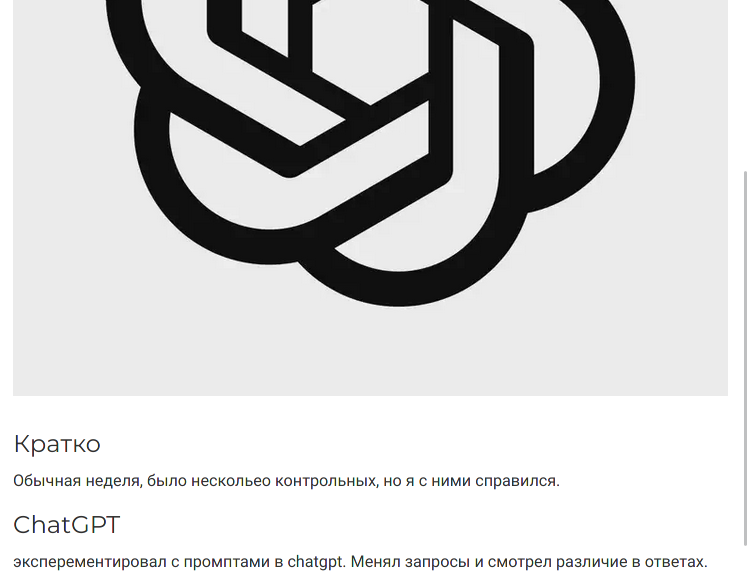 Кратко
Обычная неделя, было нескольео контрольных, но я с ними справился.
ChatGPT
эксперементировал с промптами в chatgpt. Менял запросы и смотрел различие в ответах.